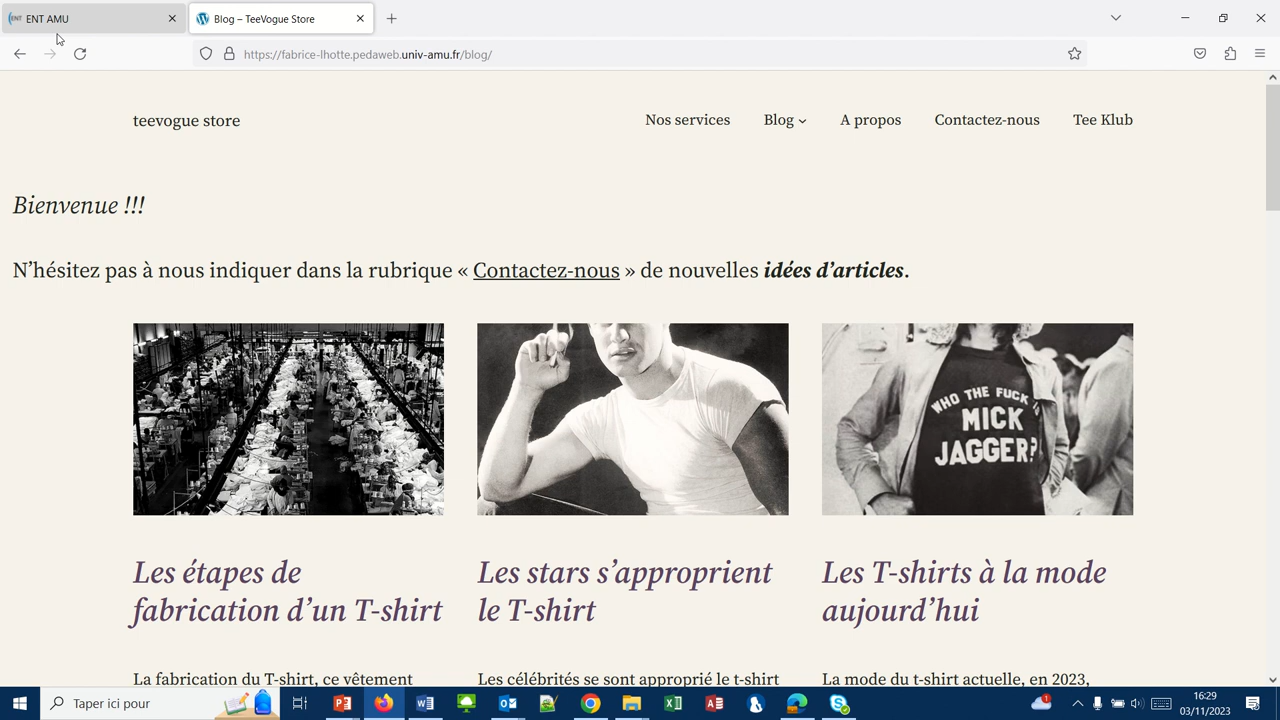 ENT AMU
Blog – TeeVogue Store
https://fabrice-lhotte.pedaweb.univ-amu.fr/blog/
teevogue store
Nos services
Blog
A propos
Contactez-nous
Tee Klub
Bienvenue !!!
N'hésitez pas à nous indiquer dans la rubrique « Contactez-nous » de nouvelles idées d'articles.
WHO THE FUCK IS
MICK
JAGGER?
Les étapes de
fabrication d'un T-shirt
Les stars s'approprient
le T-shirt
Les T-shirts à la mode
aujourd'hui
La fabrication du T-shirt, ce vêtement
Les célébrités se sont approprié le t-shirt
La mode du t-shirt actuelle, en 2023,
Taper ici pour
16:29
03/11/2023